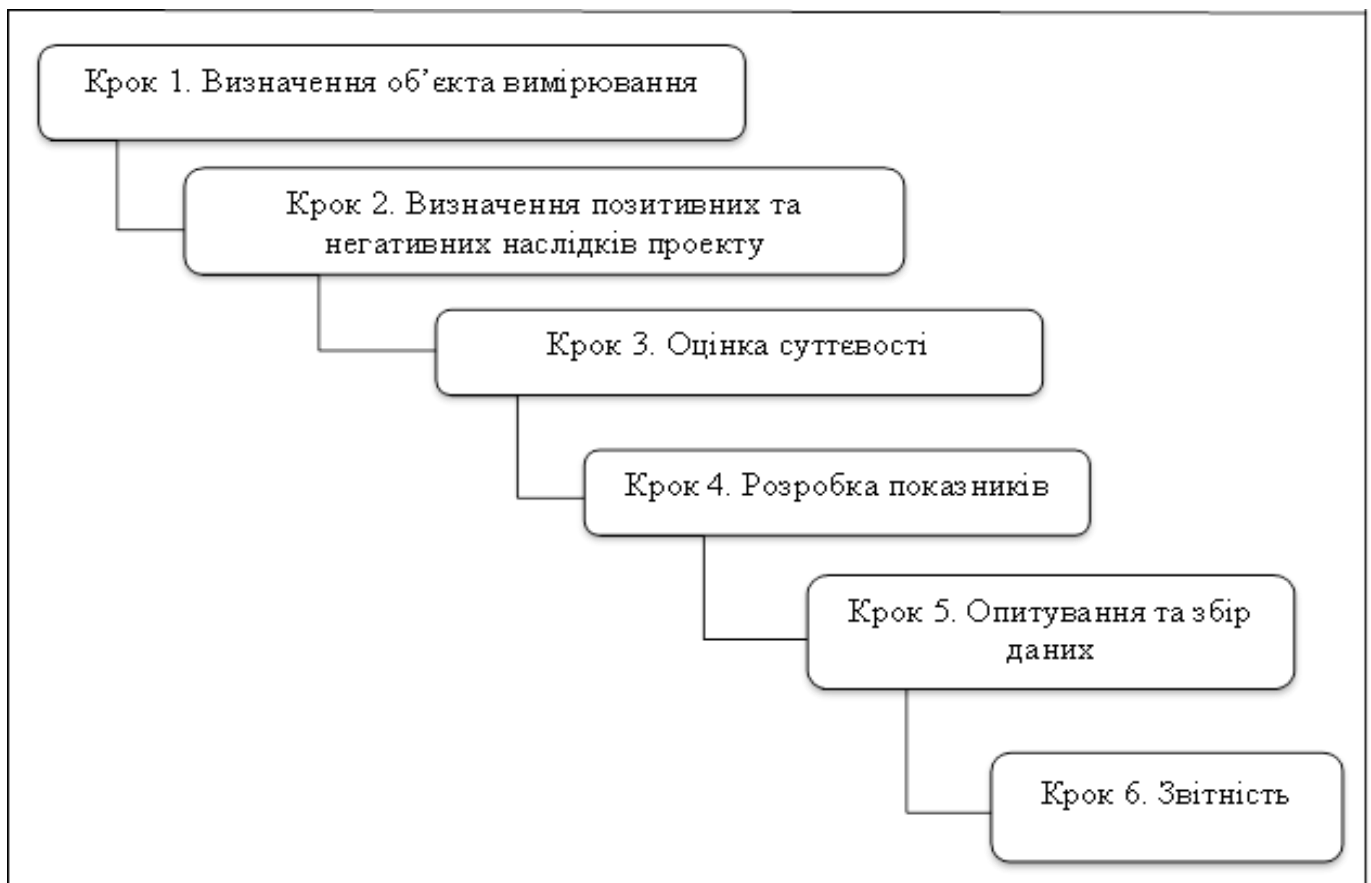 Крок 1. Визначення об’єкта вимірювання
Крок 2. Визначення позитивних та
негативних наслідків проекту
Крок 3. Оцінка суттєвості
Крок 4. Розробка показників
Крок 5. Опитування та збір
даних
Крок 6. Звітність